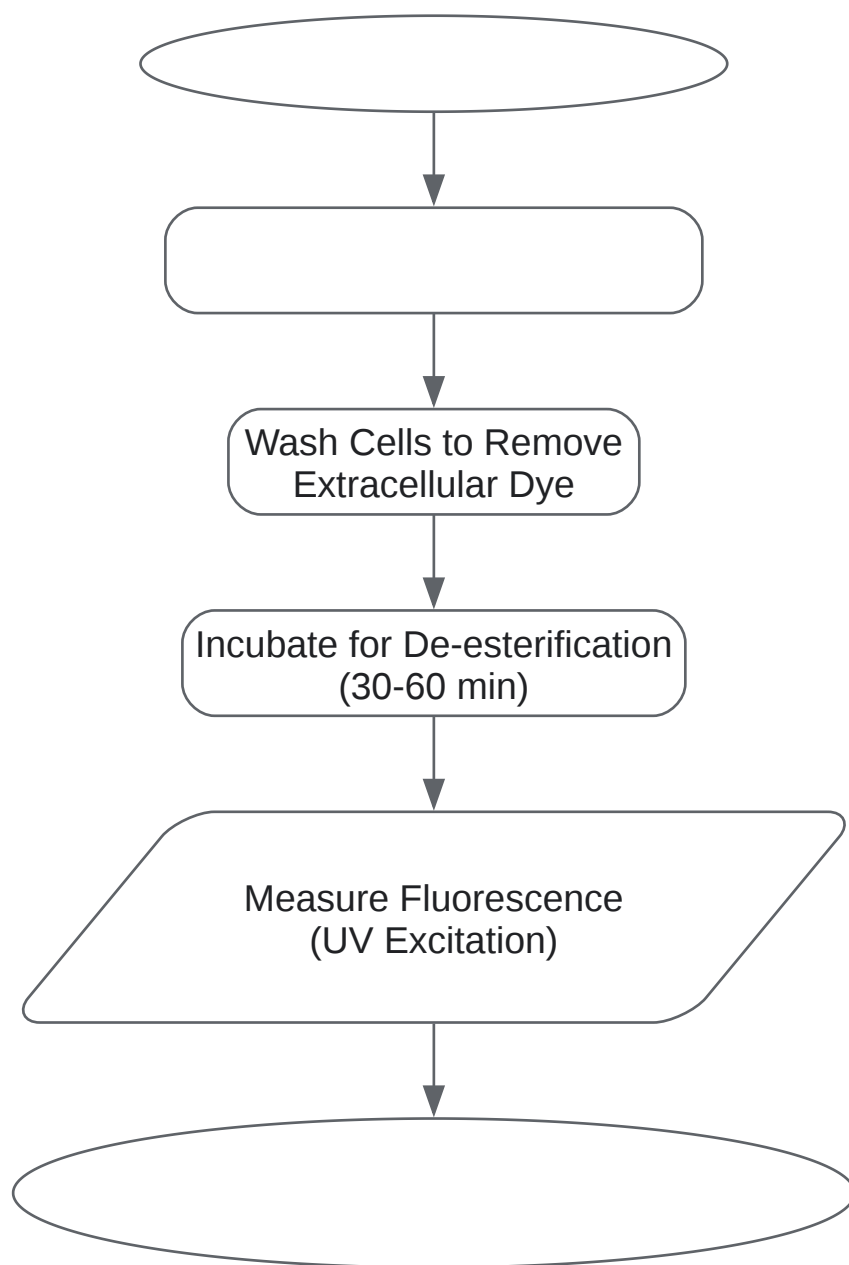 Wash Cells to Remove
Extracellular Dye
Incubate for De-esterification
(30-60 min)
Measure Fluorescence
(UV Excitation)